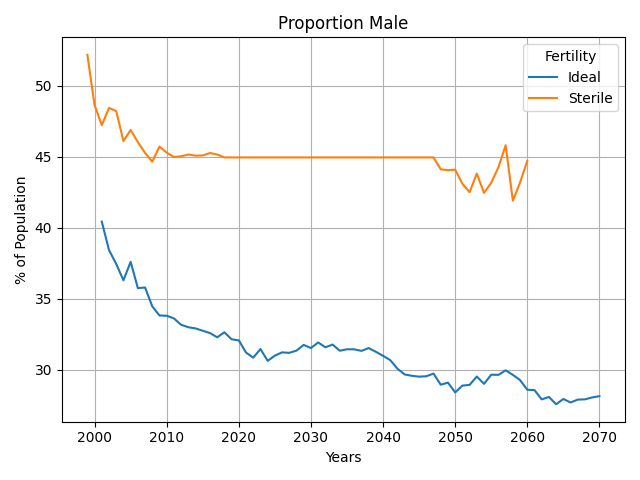 Proportion Male
Fertility
Ideal
Sterile
% of Population
50
45
40
35
30
2000 2010 2020 2030 2040 2050 2060 2070
Years